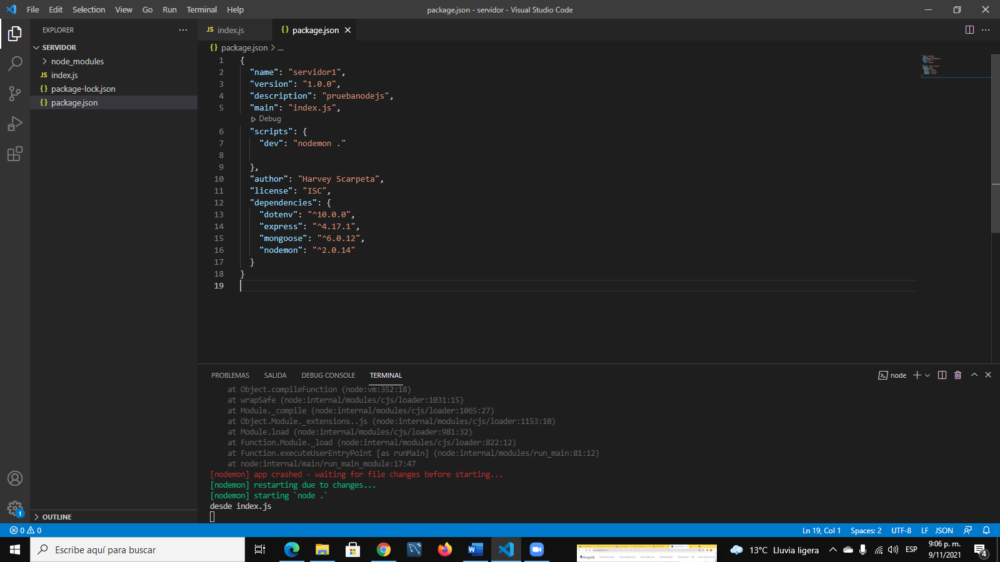 File Edit Selection View Go Run Terminal Help
package.json - servidor - Visual Studio Code
EXPLORER
SERVIDOR
node_modules
index.js
package-lock.json
package.json
OUTLINE
index.js
package.json
package.json > ...
1 {
2 "name": "servidor1",
3 "version": "1.0.0",
4 "description": "pruebanodejs",
5 "main": "index.js",
Debug
6 "scripts": {
7 "dev": "nodemon ."
8
9 },
10 "author": "Harvey Scarpeta",
11 "license": "ISC",
12 "dependencies": {
13 "dotenv": "^10.0.0",
14 "express": "^4.17.1",
15 "mongoose": "^6.0.12",
16 "nodemon": "^2.0.14"
17 }
18 }
19
PROBLEMAS SALIDA DEBUG CONSOLE TERMINAL
node
at Object.compileFunction (node:vm:352:18)
at wrapSafe (node:internal/modules/cjs/loader:1031:15)
at Module._compile (node:internal/modules/cjs/loader:1065:27)
at Object.Module._extensions..js (node:internal/modules/cjs/loader:1153:10)
at Module.load (node:internal/modules/cjs/loader:981:32)
at Function.Module._load (node:internal/modules/cjs/loader:822:12)
at Function.executeUserEntryPoint [as runMain] (node:internal/modules/run_main:81:12)
at node:internal/main/run_main_module:17:47
[nodemon] app crashed - waiting for file changes before starting...
[nodemon] restarting due to changes...
[nodemon] starting `node .`
desde index.js
1
0 0
Ln 19, Col 1 Spaces: 2 UTF-8 LF JSON
Escribe aquí para buscar
13°C Lluvia ligera
ESP
9:06 p. m.
9/11/2021
4